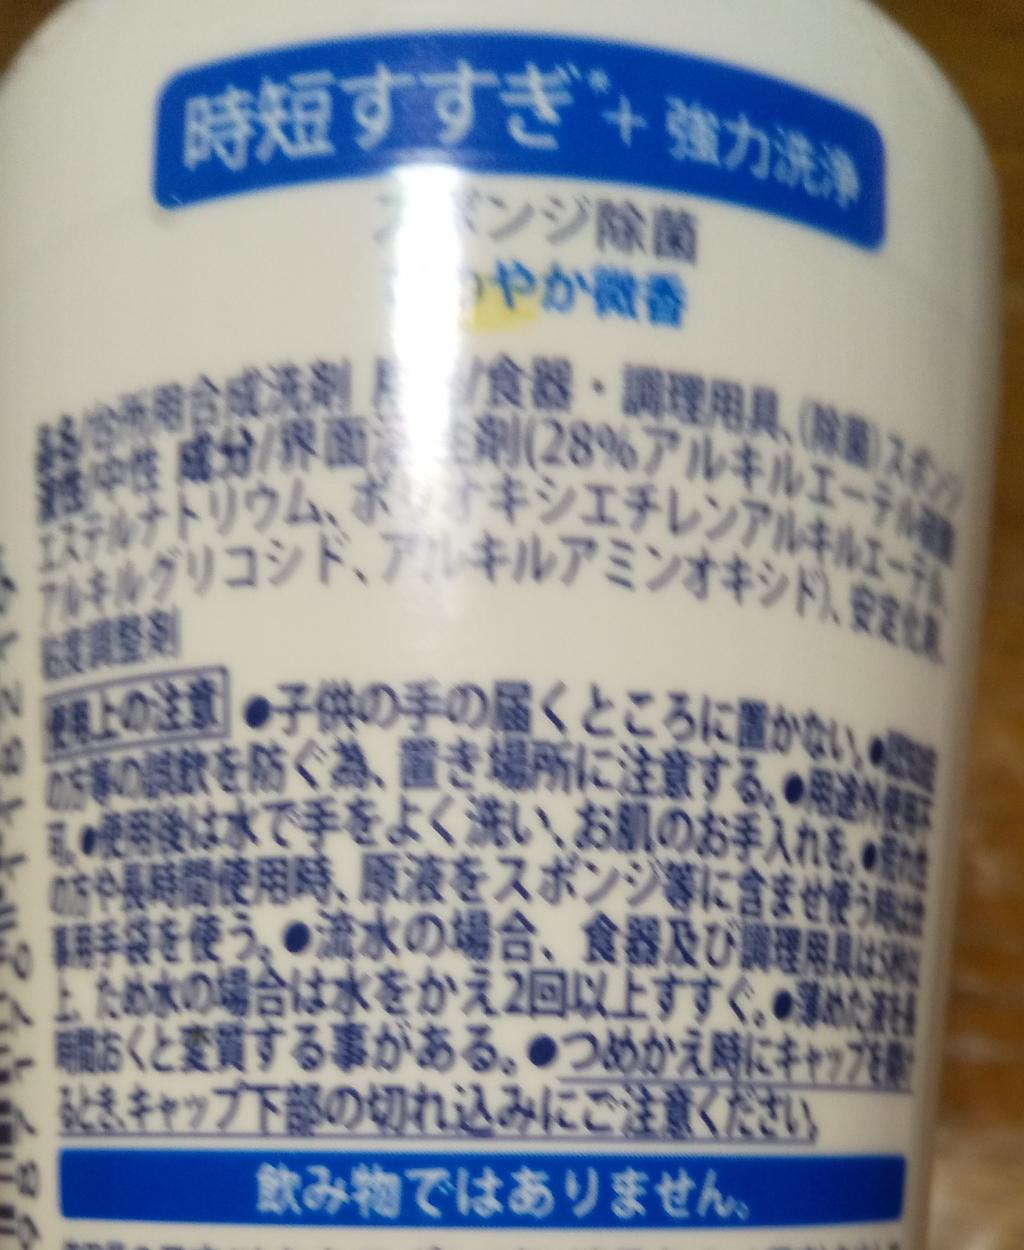 時短すすぎ*+強力洗浄
スポンジ除菌
やか微香
品名/台所用合成洗剤 /食器・調理用具、(除菌)スポンジ
液性/中性 成分/界面活性剤(28%アルキルエーテル硫酸
エステルナトリウム、ポリオキシエチレンアルキルエーテル、
アルキルグリコシド、アルキルアミンオキシド)、安定化剤、
粘度調整剤
使用上の注意 ●子供の手の届くところに置かない。●認知症
の方等の誤飲を防ぐ為、置き場所に注意する。●用途外に使用
●使用後は水で手をよく洗い、お肌のお手入れを。●荒れ性
の方や長時間使用時、原液をスポンジ等に含ませ使う時は
用手袋を使う。●流水の場合、食器及び調理用具は5秒以
上、ため水の場合は水をかえ2回以上すすぐ。●薄めた液を長
時間おくと変質する事がある。●つめかえ時にキャップを開け
るとき、キャップ下部の切れ込みにご注意ください。
飲み物ではありません。